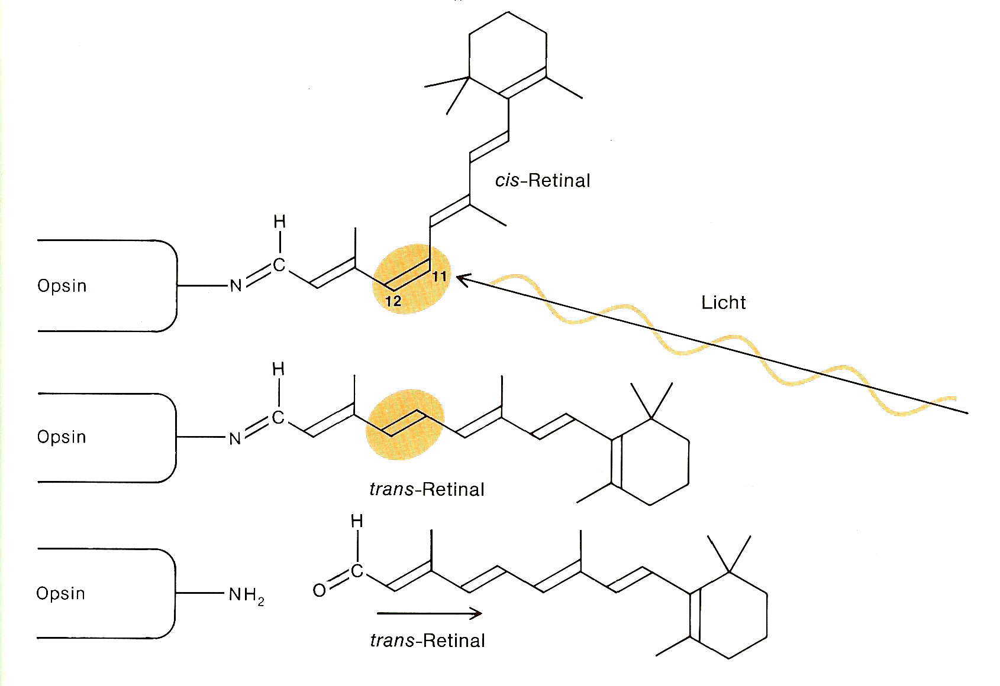 cis-Retinal
H
Opsin
N
C
11
12
Licht
H
Opsin
N
C
trans-Retinal
H
Opsin
NH₂
O
C
trans-Retinal